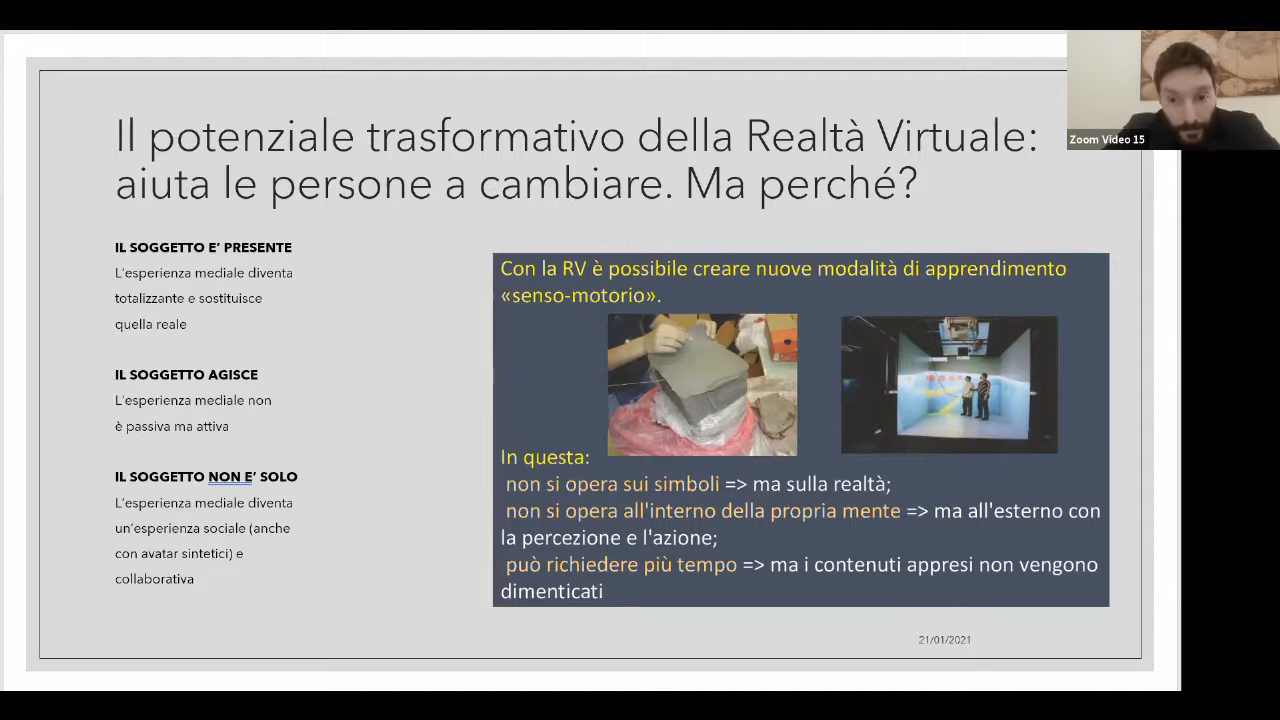 Il potenziale trasformativo della Realtà Virtuale:
aiuta le persone a cambiare. Ma perché?
Zoom Video 15
IL SOGGETTO E’ PRESENTE
L’esperienza mediale diventa
totalizzante e sostituisce
quella reale
IL SOGGETTO AGISCE
L’esperienza mediale non
è passiva ma attiva
IL SOGGETTO NON E’ SOLO
L’esperienza mediale diventa
un’esperienza sociale (anche
con avatar sintetici) e
collaborativa
Con la RV è possibile creare nuove modalità di apprendimento
«senso-motorio».
In questa:
non si opera sui simboli => ma sulla realtà;
non si opera all'interno della propria mente => ma all'esterno con
la percezione e l'azione;
può richiedere più tempo => ma i contenuti appresi non vengono
dimenticati
21/01/2021